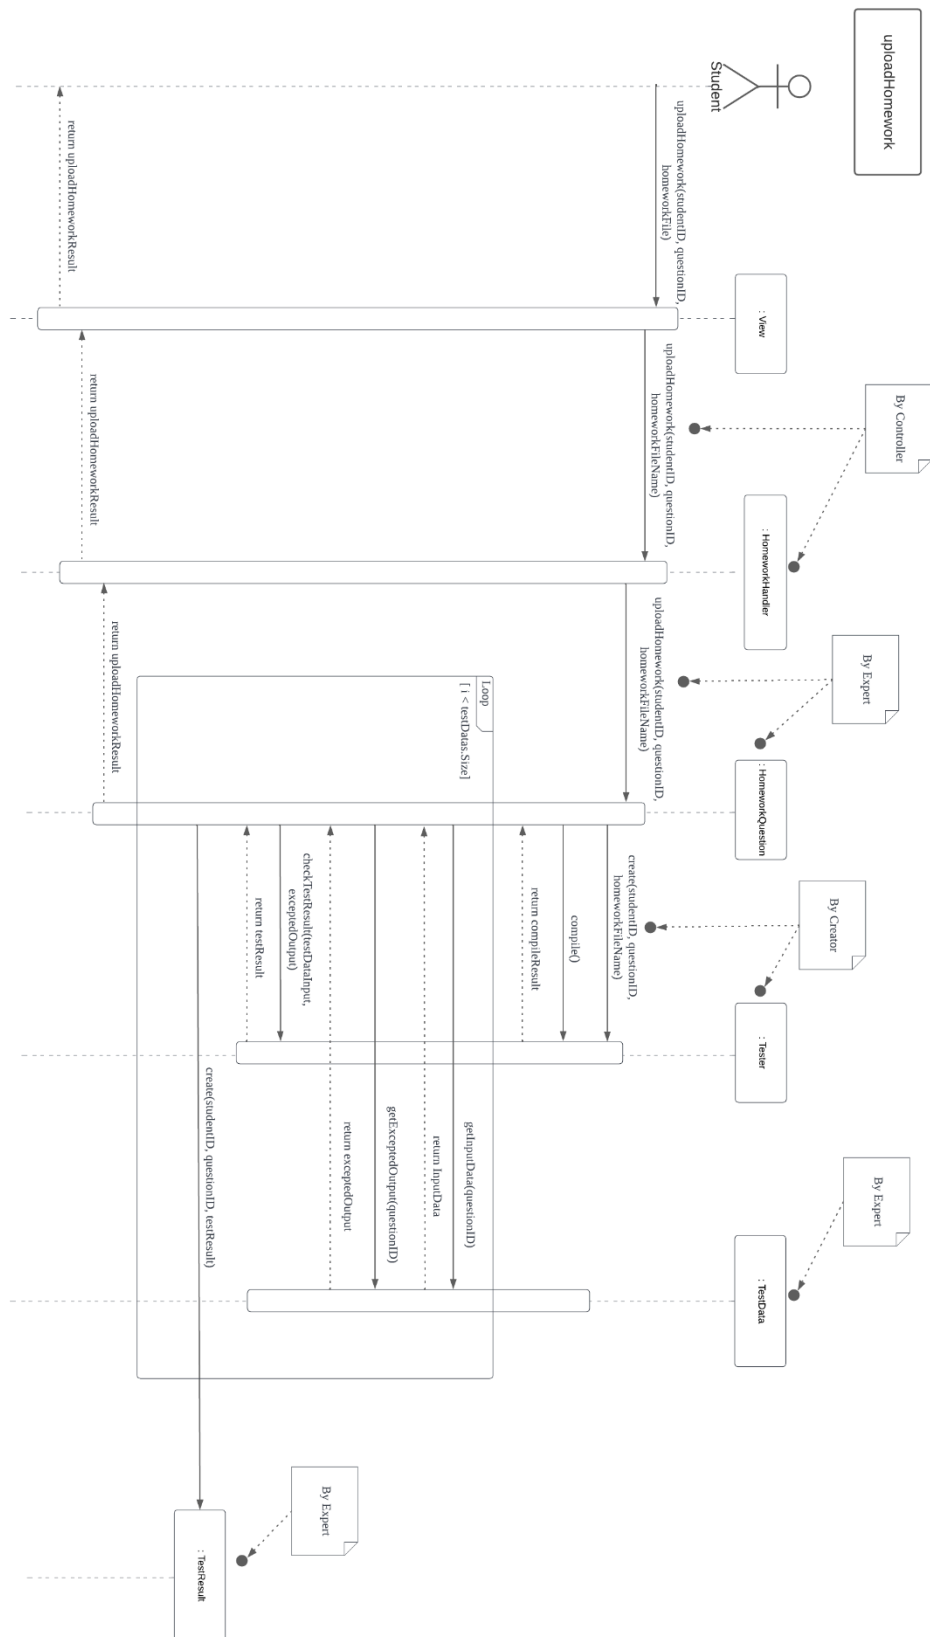 uploadHomework
Student
: View
: HomeworkHandler
: HomeworkQuestion
: Tester
: TestData
By Controller
By Expert
By Creator
By Expert
uploadHomework(studentID, questionID,
homeworkFile)
uploadHomework(studentID, questionID,
homeworkFileName)
uploadHomework(studentID, questionID,
homeworkFileName)
create(studentID, questionID,
homeworkFileName)
compile()
return compileResult
Loop
[ i < testDatas.Size]
getInputData(questionID)
return InputData
getExceptedOutput(questionID)
return exceptedOutput
checkTestResult(testDataInput,
exceptedOutput)
return testResult
By Expert
create(studentID, questionID, testResult)
: TestResult
return uploadHomeworkResult
return uploadHomeworkResult
return uploadHomeworkResult